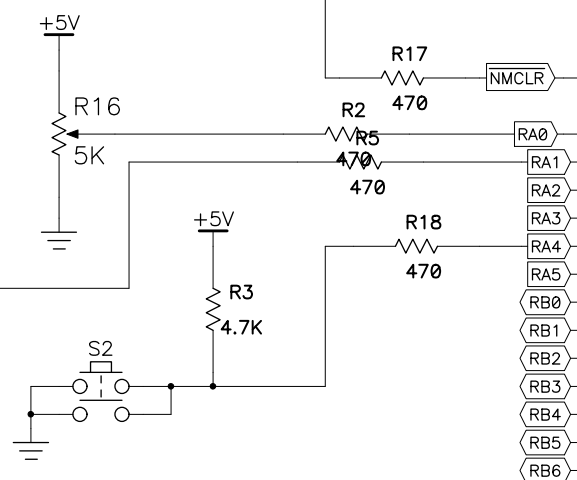 +5V
R17
NMCLR
R16
470
R2
RA0
R5
5K
470
RA1
470
RA2
+5V
RA3
R18
RA4
470
RA5
R3
RB0
4.7K
RB1
S2
RB2
RB3
RB4
RB5
RB6